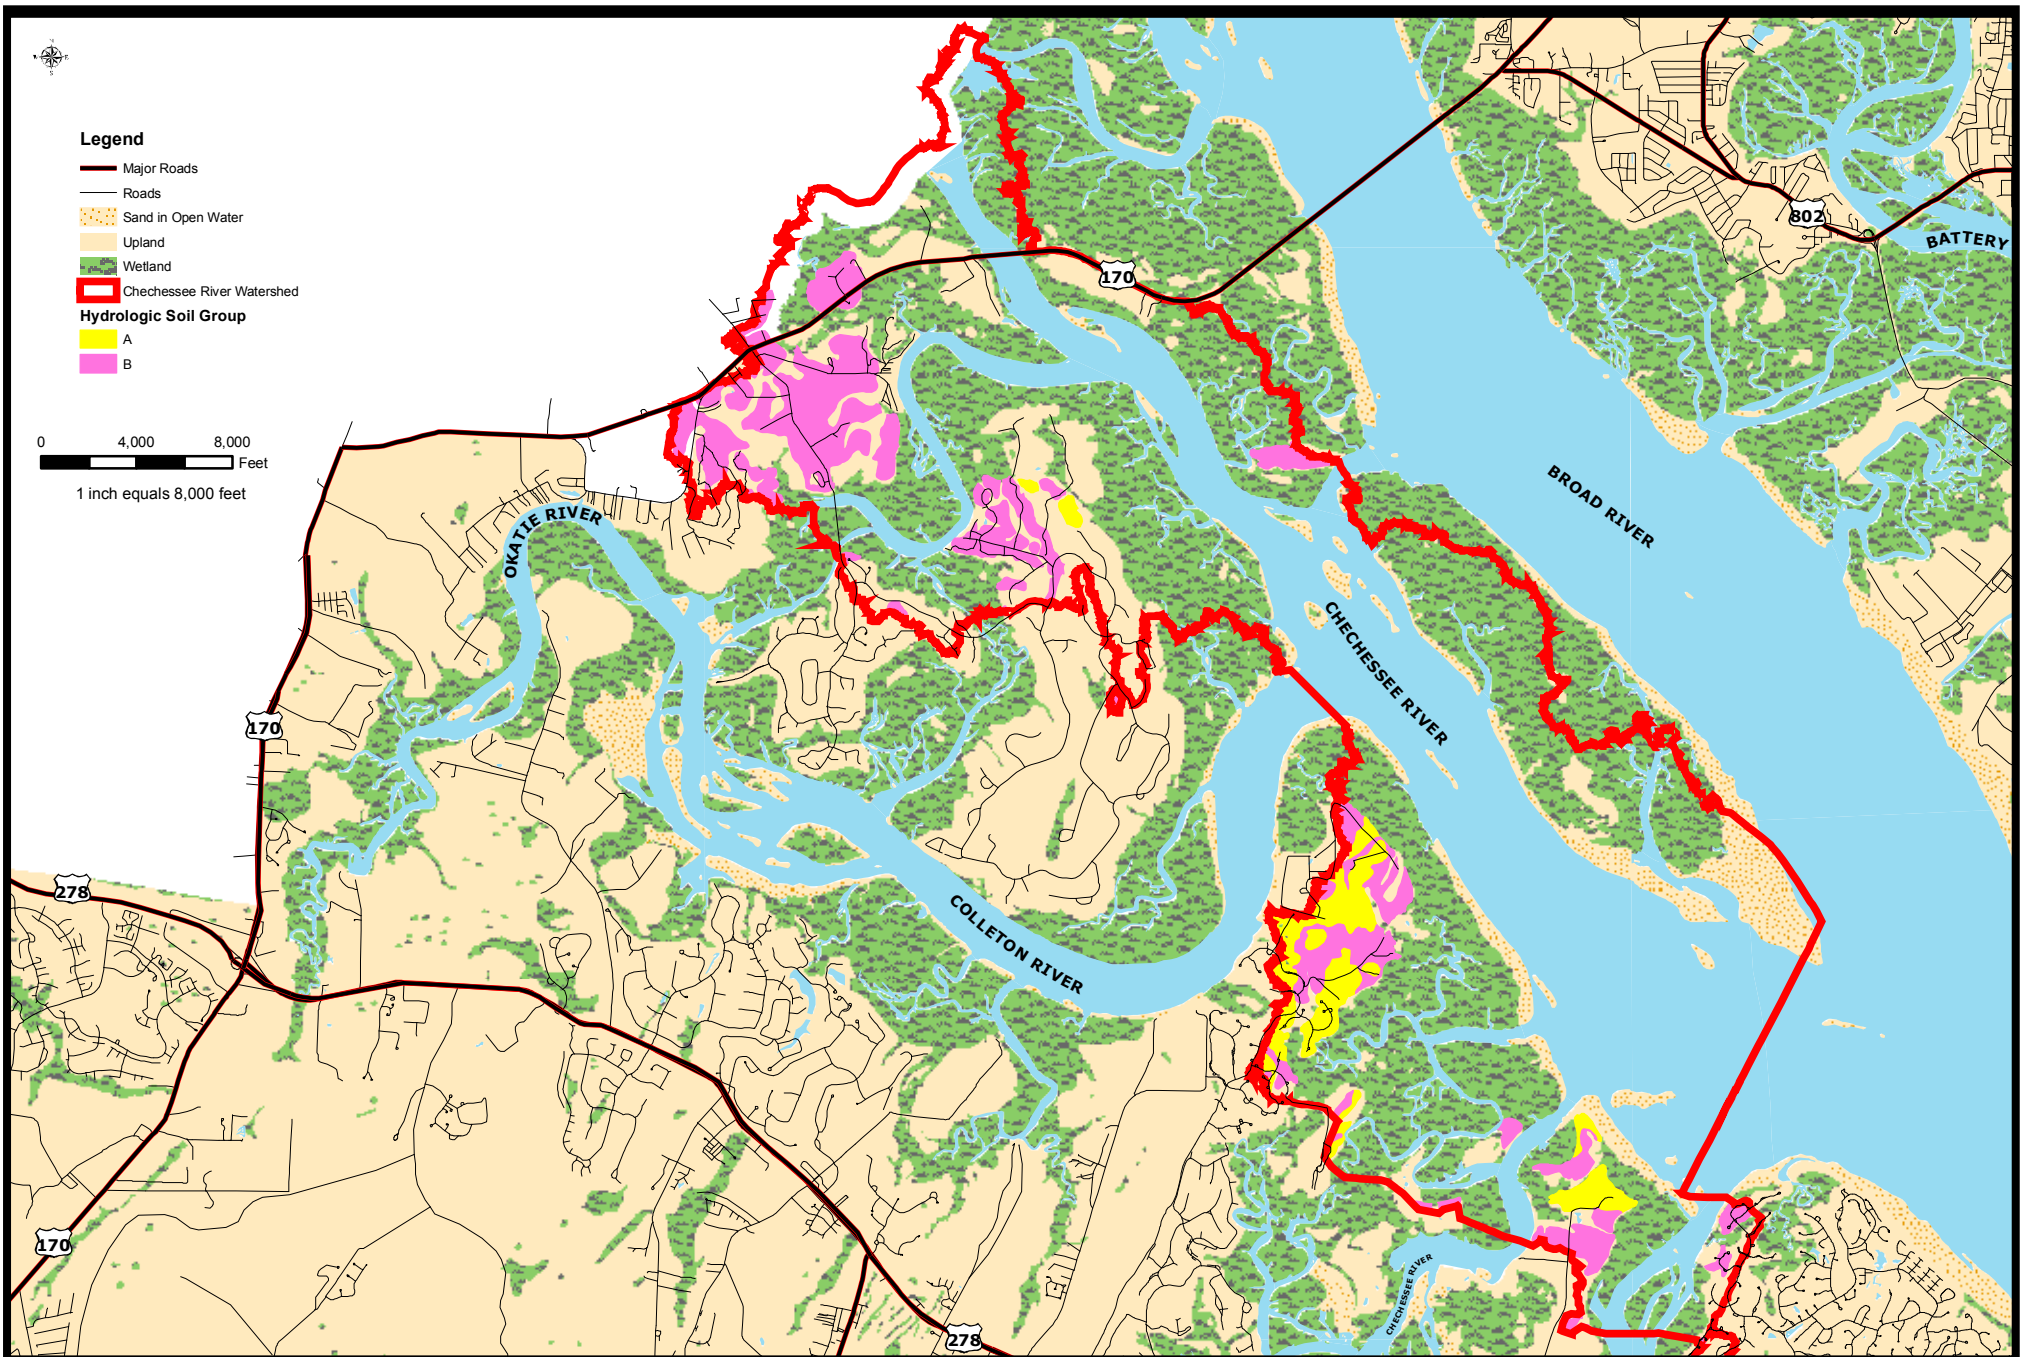 Legend
Major Roads
Roads
Sand in Open Water
Upland
Wetland
Chechessee River Watershed
Hydrologic Soil Group
A
B
0 4,000 8,000
Feet
1 inch equals 8,000 feet
N
W E
S
802
BATTERY
170
BROAD RIVER
OKATIE RIVER
CHECHESSEE RIVER
170
278
COLLETON RIVER
170
CHECHESSEE RIVER
278